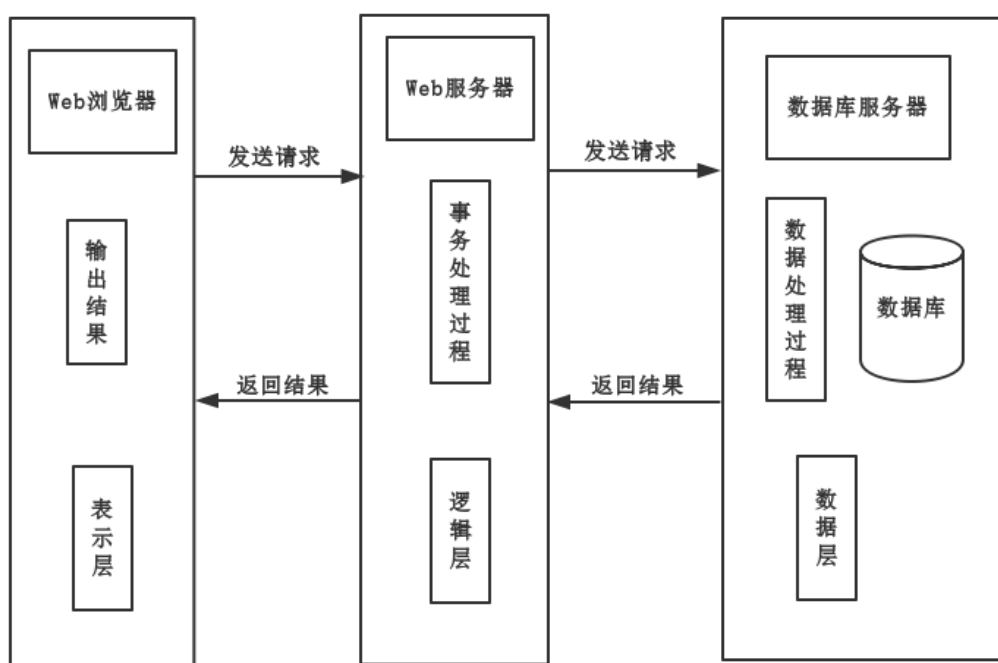 Web浏览器
输出结果
表示层
发送请求
返回结果
Web服务器
事务处理过程
逻辑层
发送请求
返回结果
数据库服务器
数据处理过程
数据库
数据层